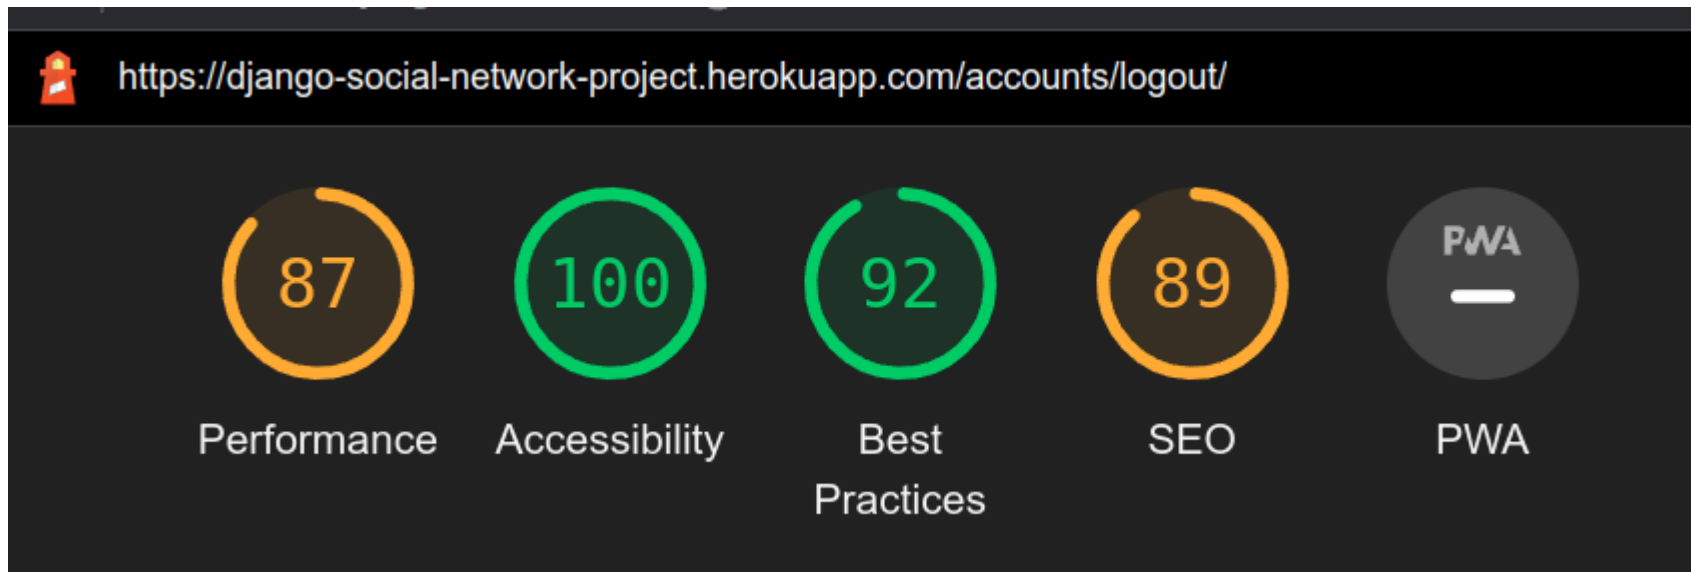 https://django-social-network-project.herokuapp.com/accounts/logout/
87
100
92
89
PWA
Performance
Accessibility
Best
Practices
SEO
PWA